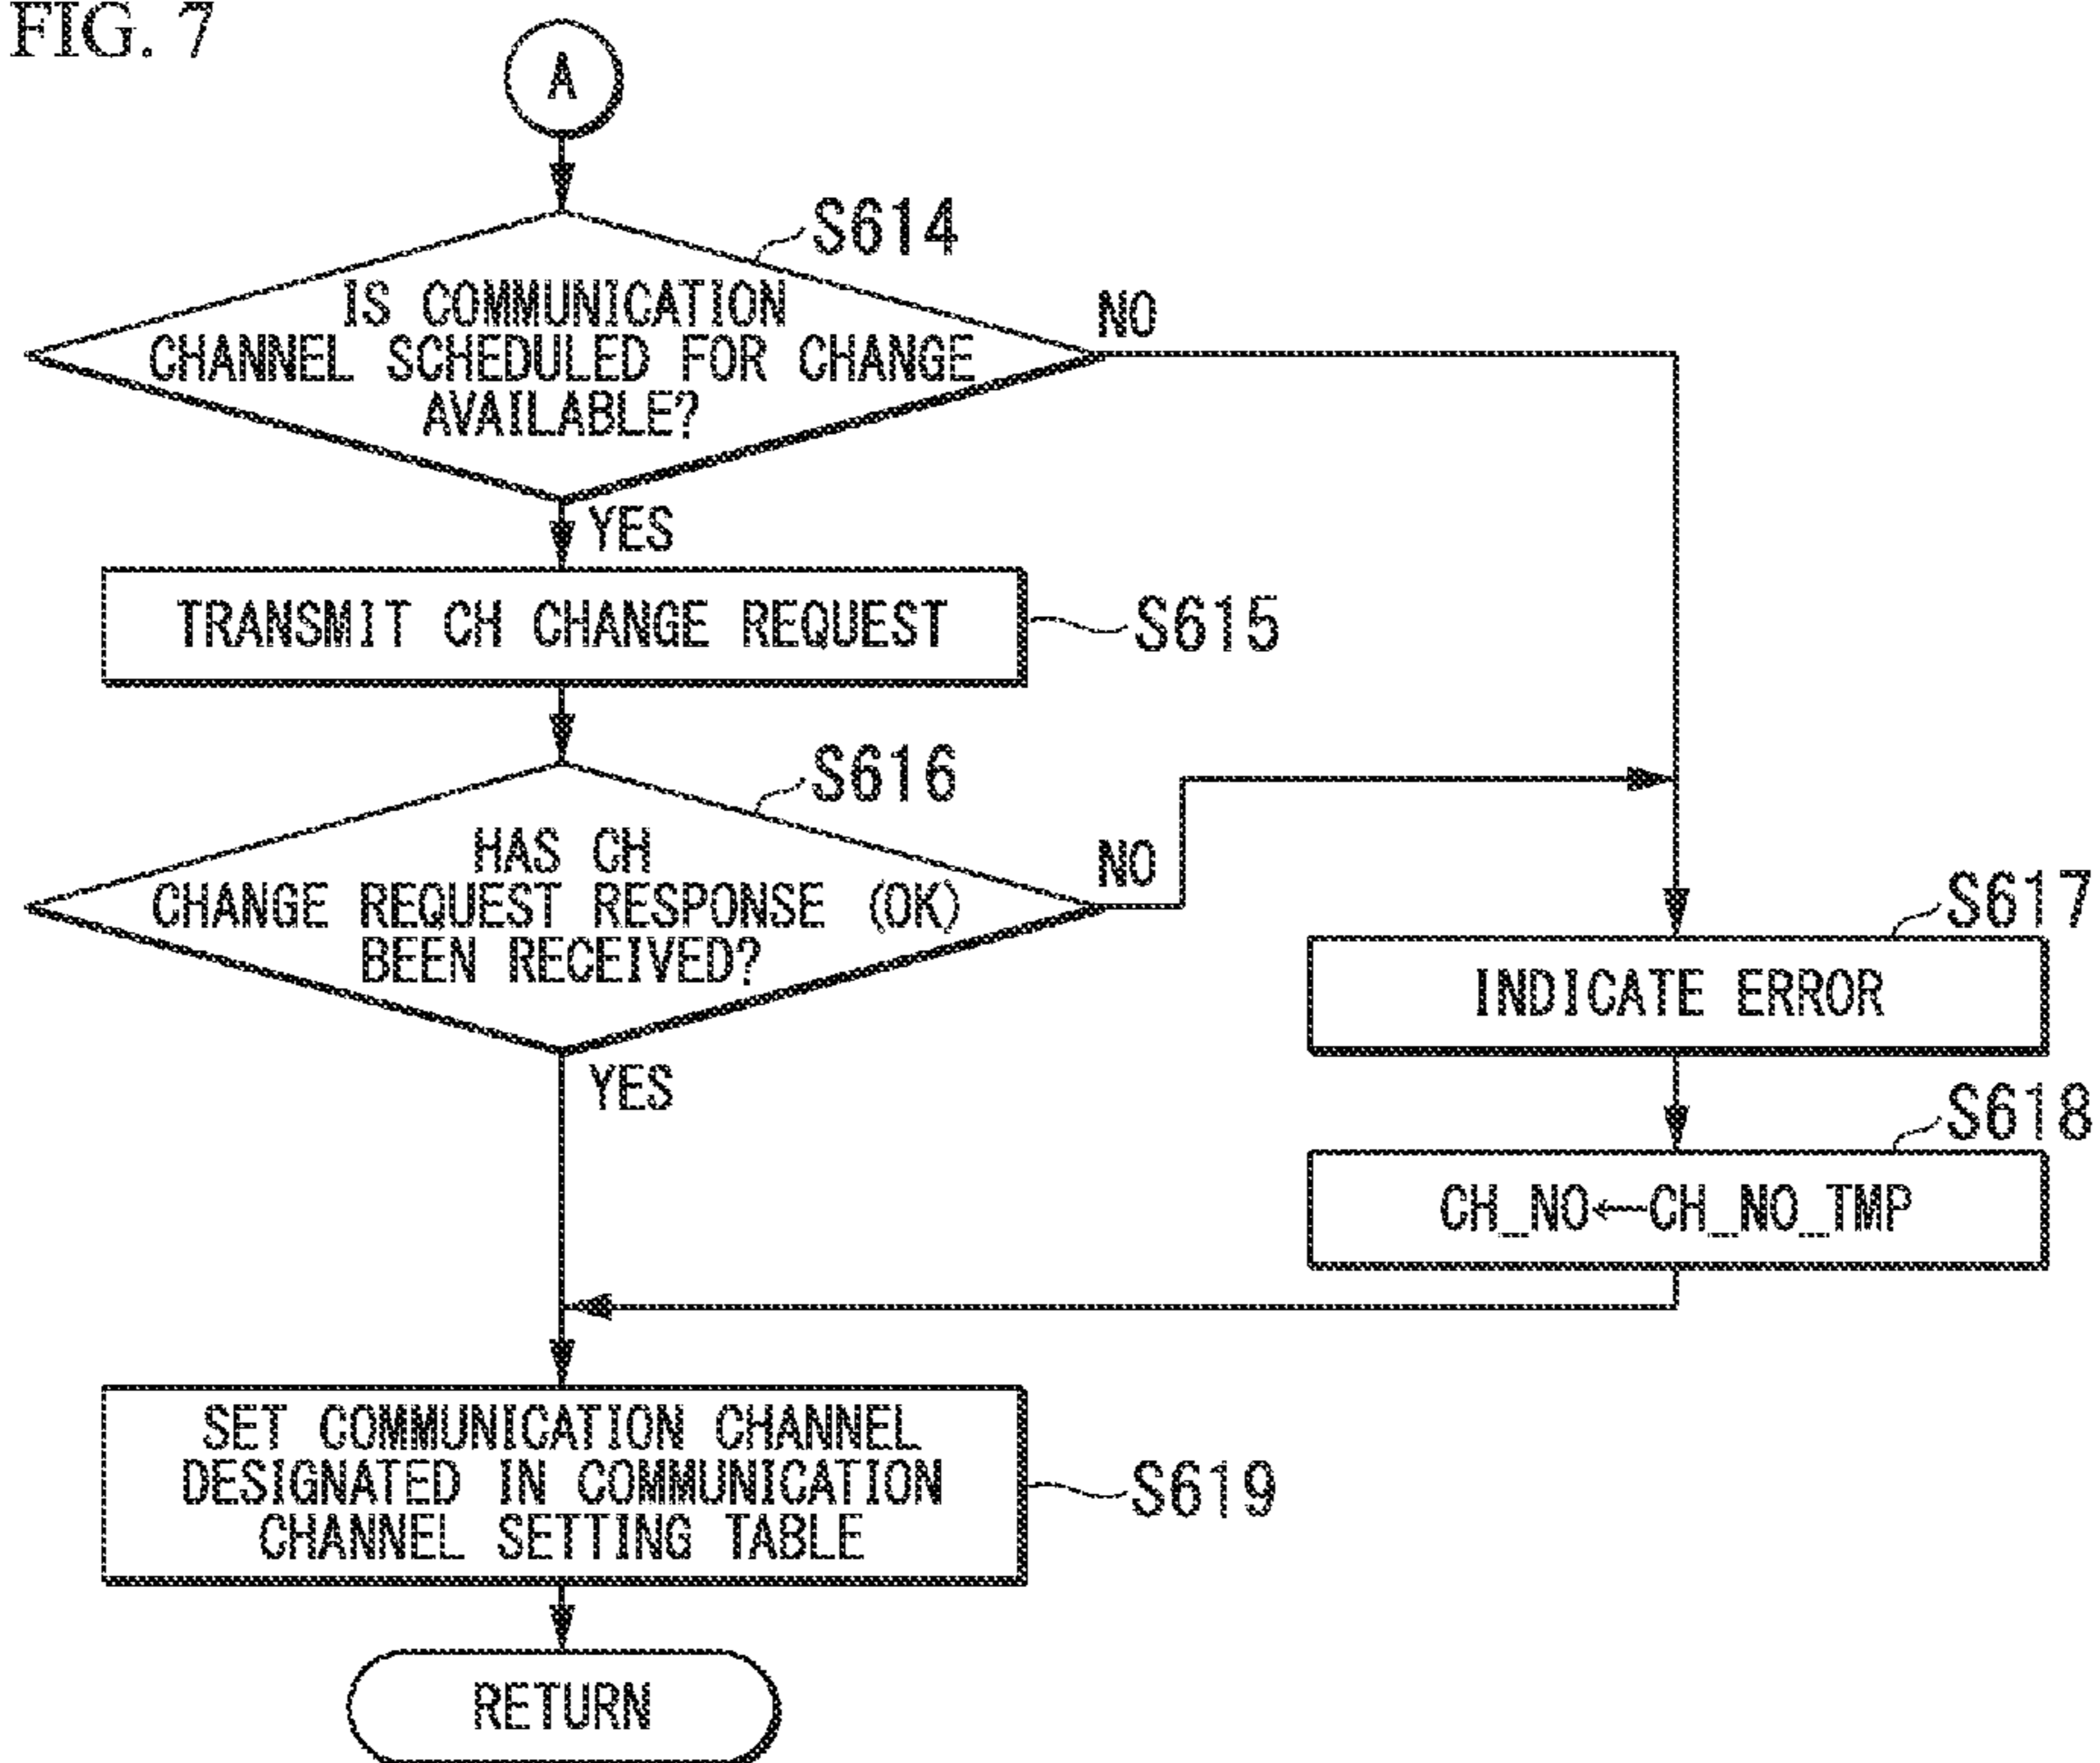 FIG. 7
A
S614
IS COMMUNICATION
CHANNEL SCHEDULED FOR CHANGE
AVAILABLE?
NO
YES
TRANSMIT CH CHANGE REQUEST
S615
S616
HAS CH
CHANGE REQUEST RESPONSE (OK)
BEEN RECEIVED?
NO
YES
S617
INDICATE ERROR
S618
CH_NO←CH_NO_TMP
SET COMMUNICATION CHANNEL
DESIGNATED IN COMMUNICATION
CHANNEL SETTING TABLE
S619
RETURN